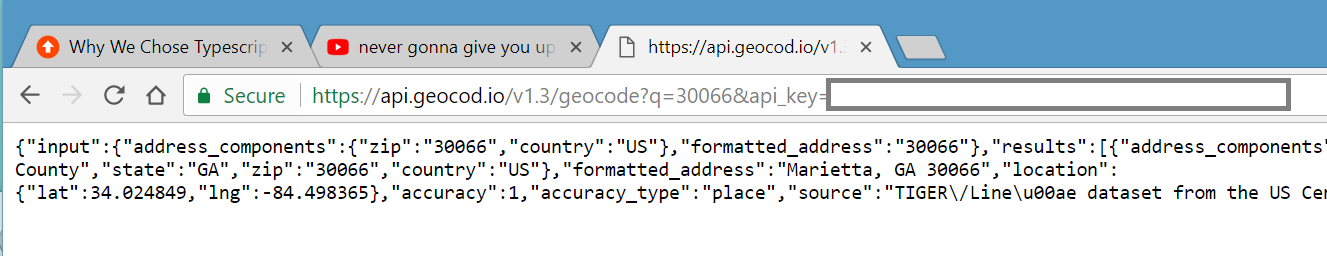 Why We Chose Typescrip
never gonna give you up
https://api.geocod.io/v1.
Secure
https://api.geocod.io/v1.3/geocode?q=30066&api_key=
{"input":{"address_components":{"zip":"30066","country":"US"},"formatted_address":"30066"},"results":[{"address_components"
County","state":"GA","zip":"30066","country":"US"},"formatted_address":"Marietta, GA 30066","location":
{"lat":34.024849,"lng":-84.498365},"accuracy":1,"accuracy_type":"place","source":"TIGER\/Line\u00ae dataset from the US Cen